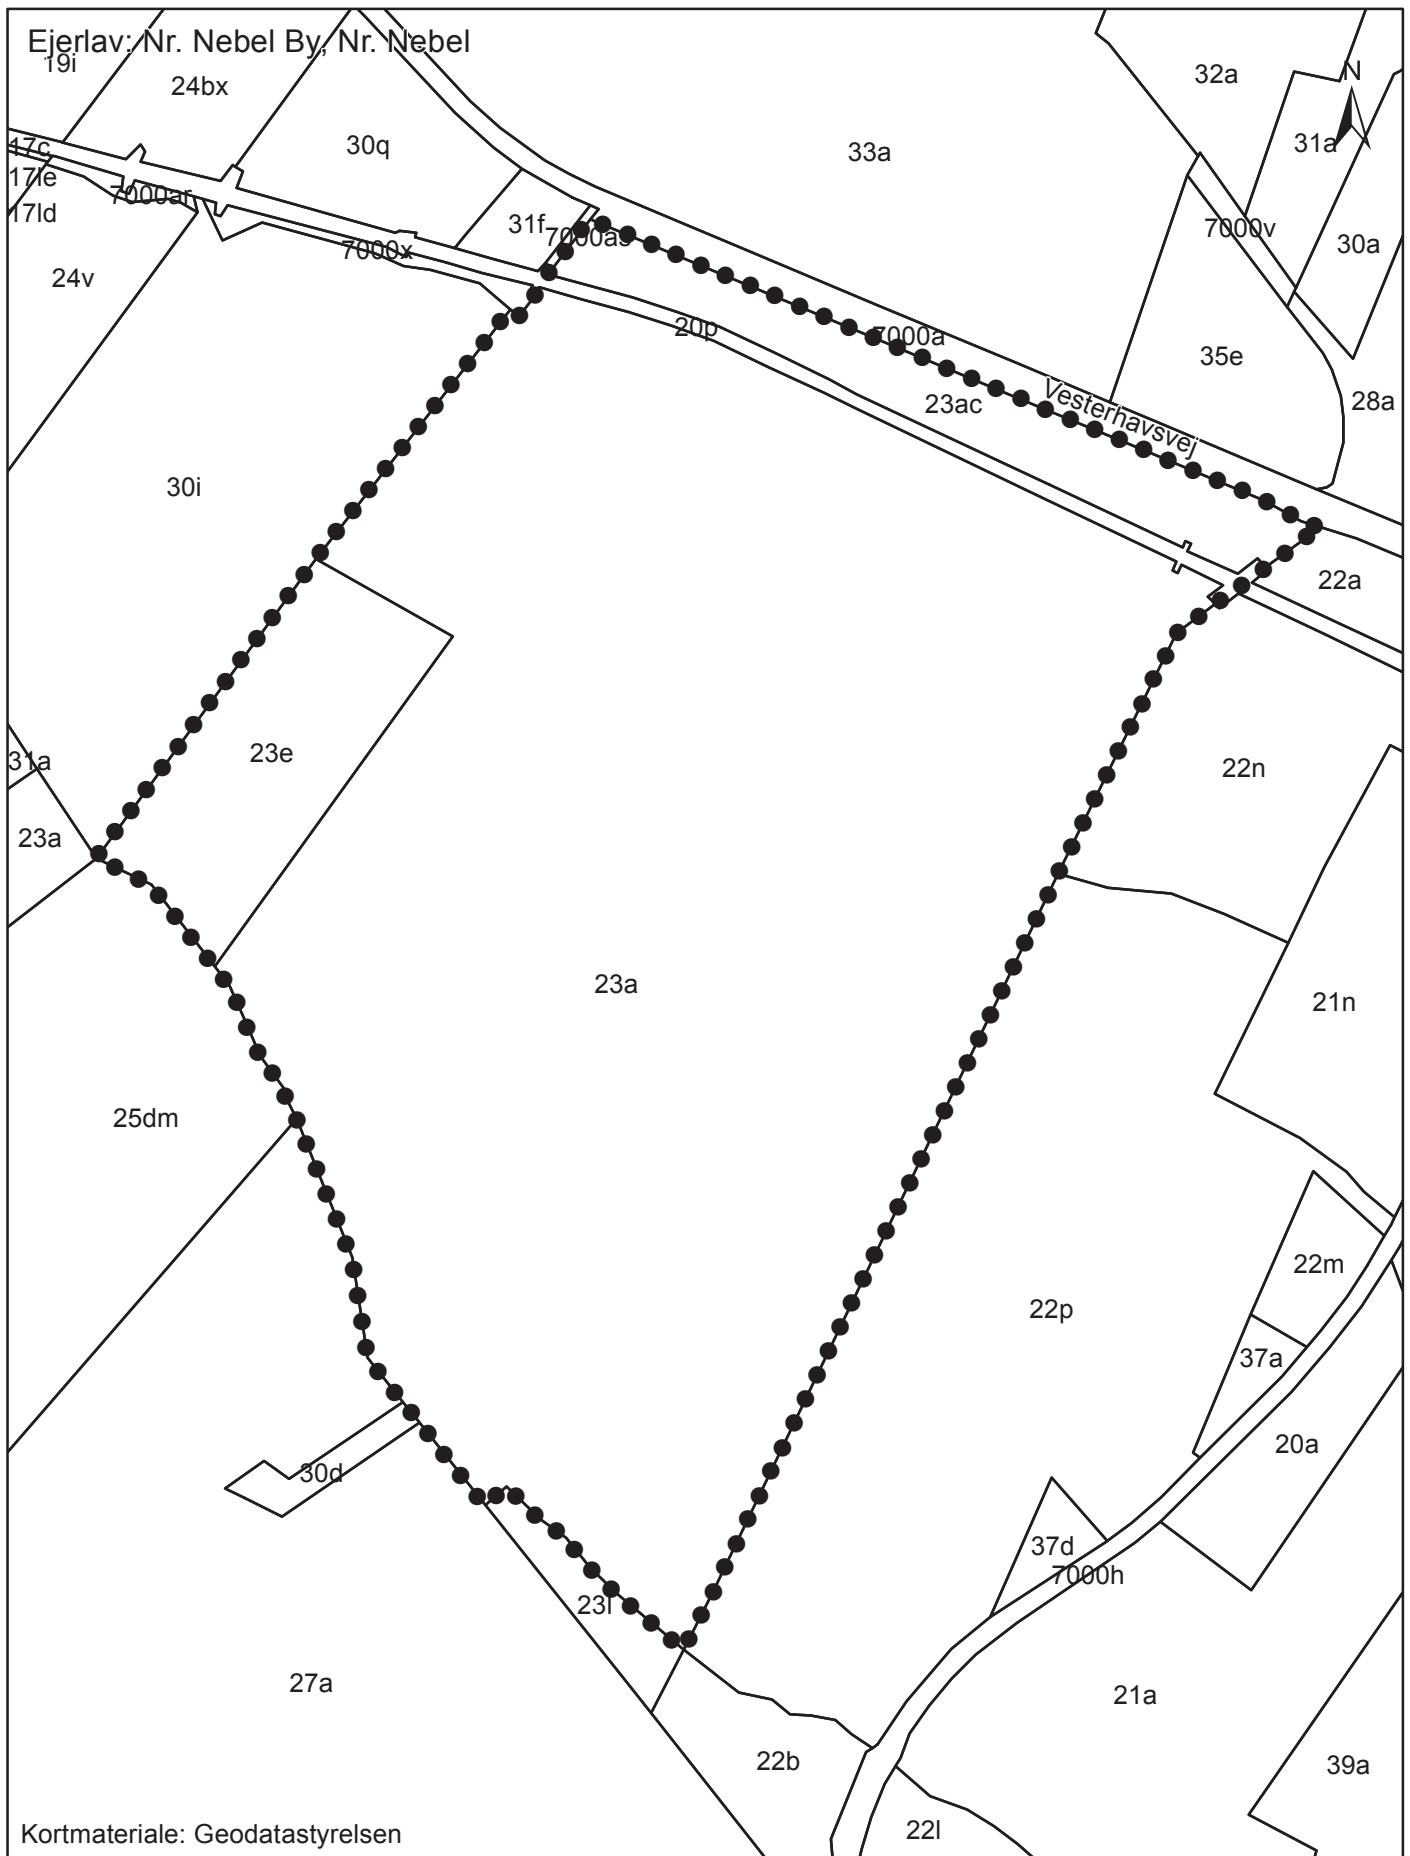 Ejerlav: Nr. Nebel By, Nr. Nebel
19i
24bx
32a
N
30q
33a
31a
17c
17le
7000ar
17ld
31f
7000as
7000v
30a
7000x
24v
20p
7000a
35e
23ac
Vesterhavsvej
28a
30i
22a
23e
31a
22n
23a
23a
21n
25dm
22m
22p
37a
20a
30d
37d
7000h
23l
27a
21a
22b
39a
22l
Kortmateriale: Geodatastyrelsen